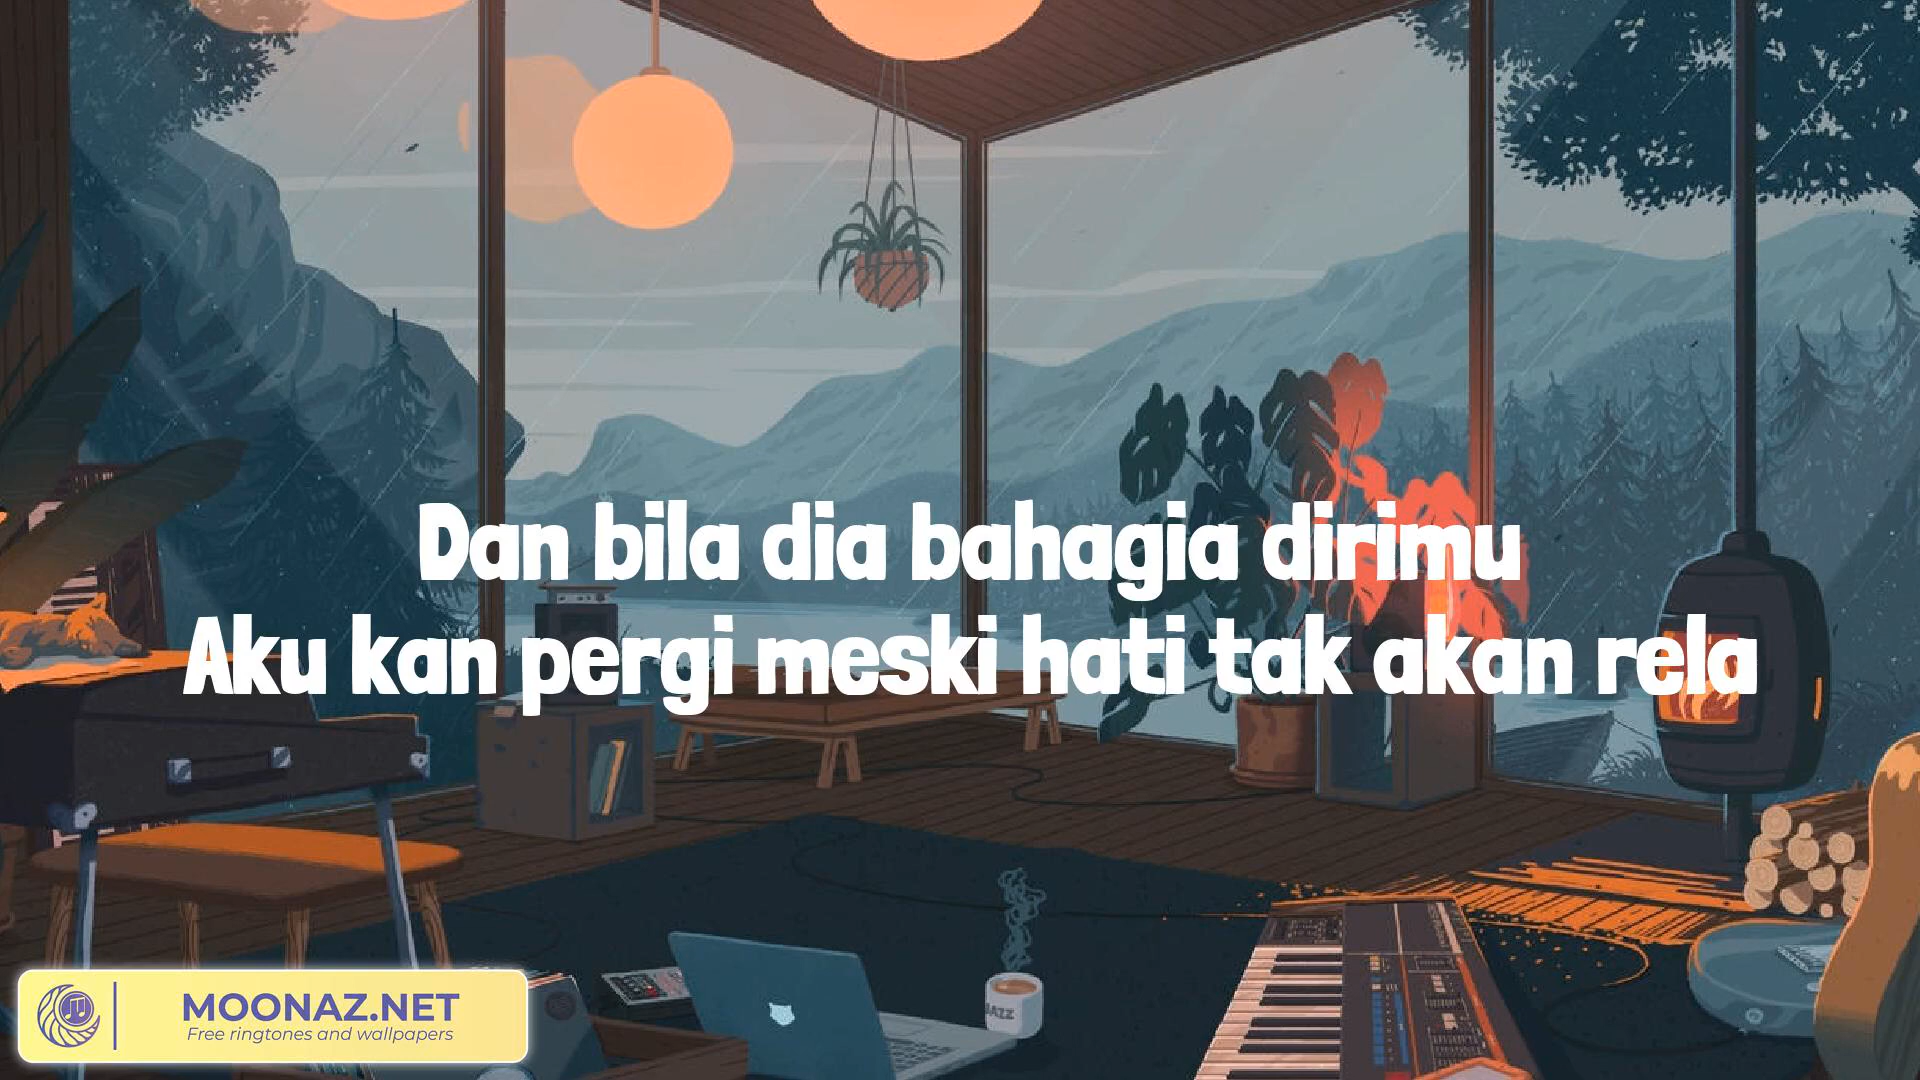 Dan bila dia bahagia dirimu
Aku kan pergi meski hati tak akan rela
JAZZ
MOONAZ.NET
Free ringtones and wallpapers